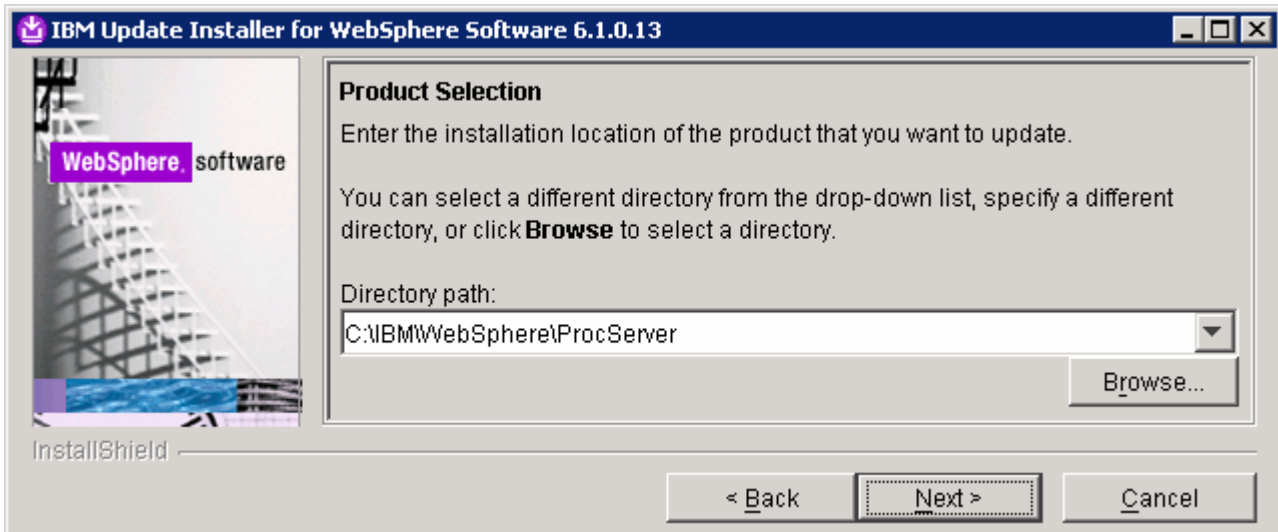 IBM Update Installer for WebSphere Software 6.1.0.13
WebSphere. software
Product Selection
Enter the installation location of the product that you want to update.
You can select a different directory from the drop-down list, specify a different
directory, or click Browse to select a directory.
Directory path:
C:\IBM\WebSphere\ProcServer
Browse...
InstallShield
< Back
Next >
Cancel